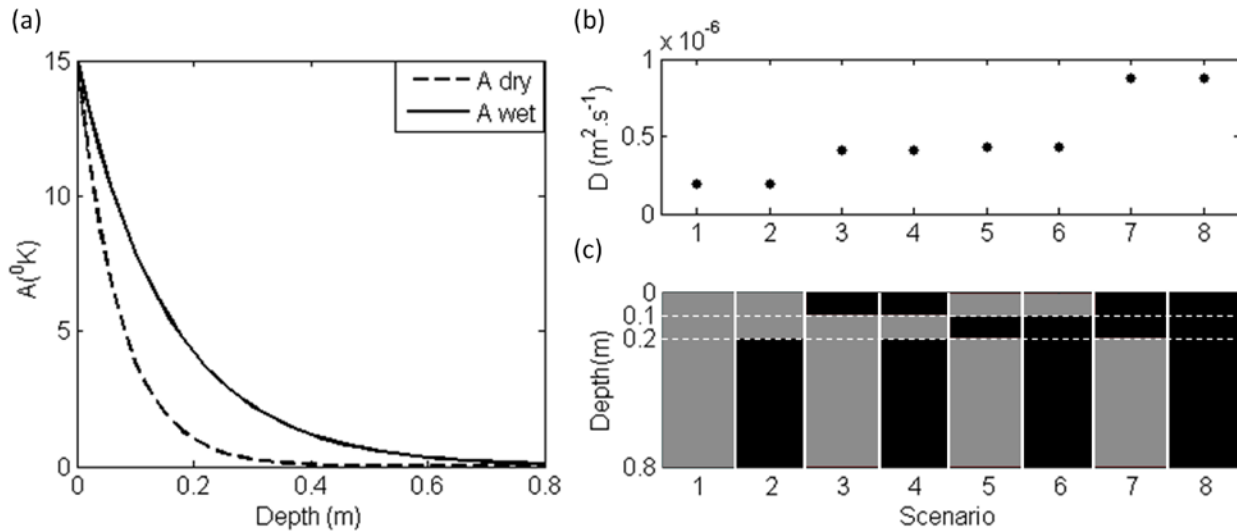 (a)
15
10
5
0
A(⁰K)
0
0.2
0.4
0.6
0.8
Depth (m)
A dry
A wet
(b)
1 x 10⁻⁶
0.5
0
D (m².s⁻¹)
1 2 3 4 5 6 7 8
(c)
0
0.1
0.2
0.8
Depth(m)
1 2 3 4 5 6 7 8
Scenario